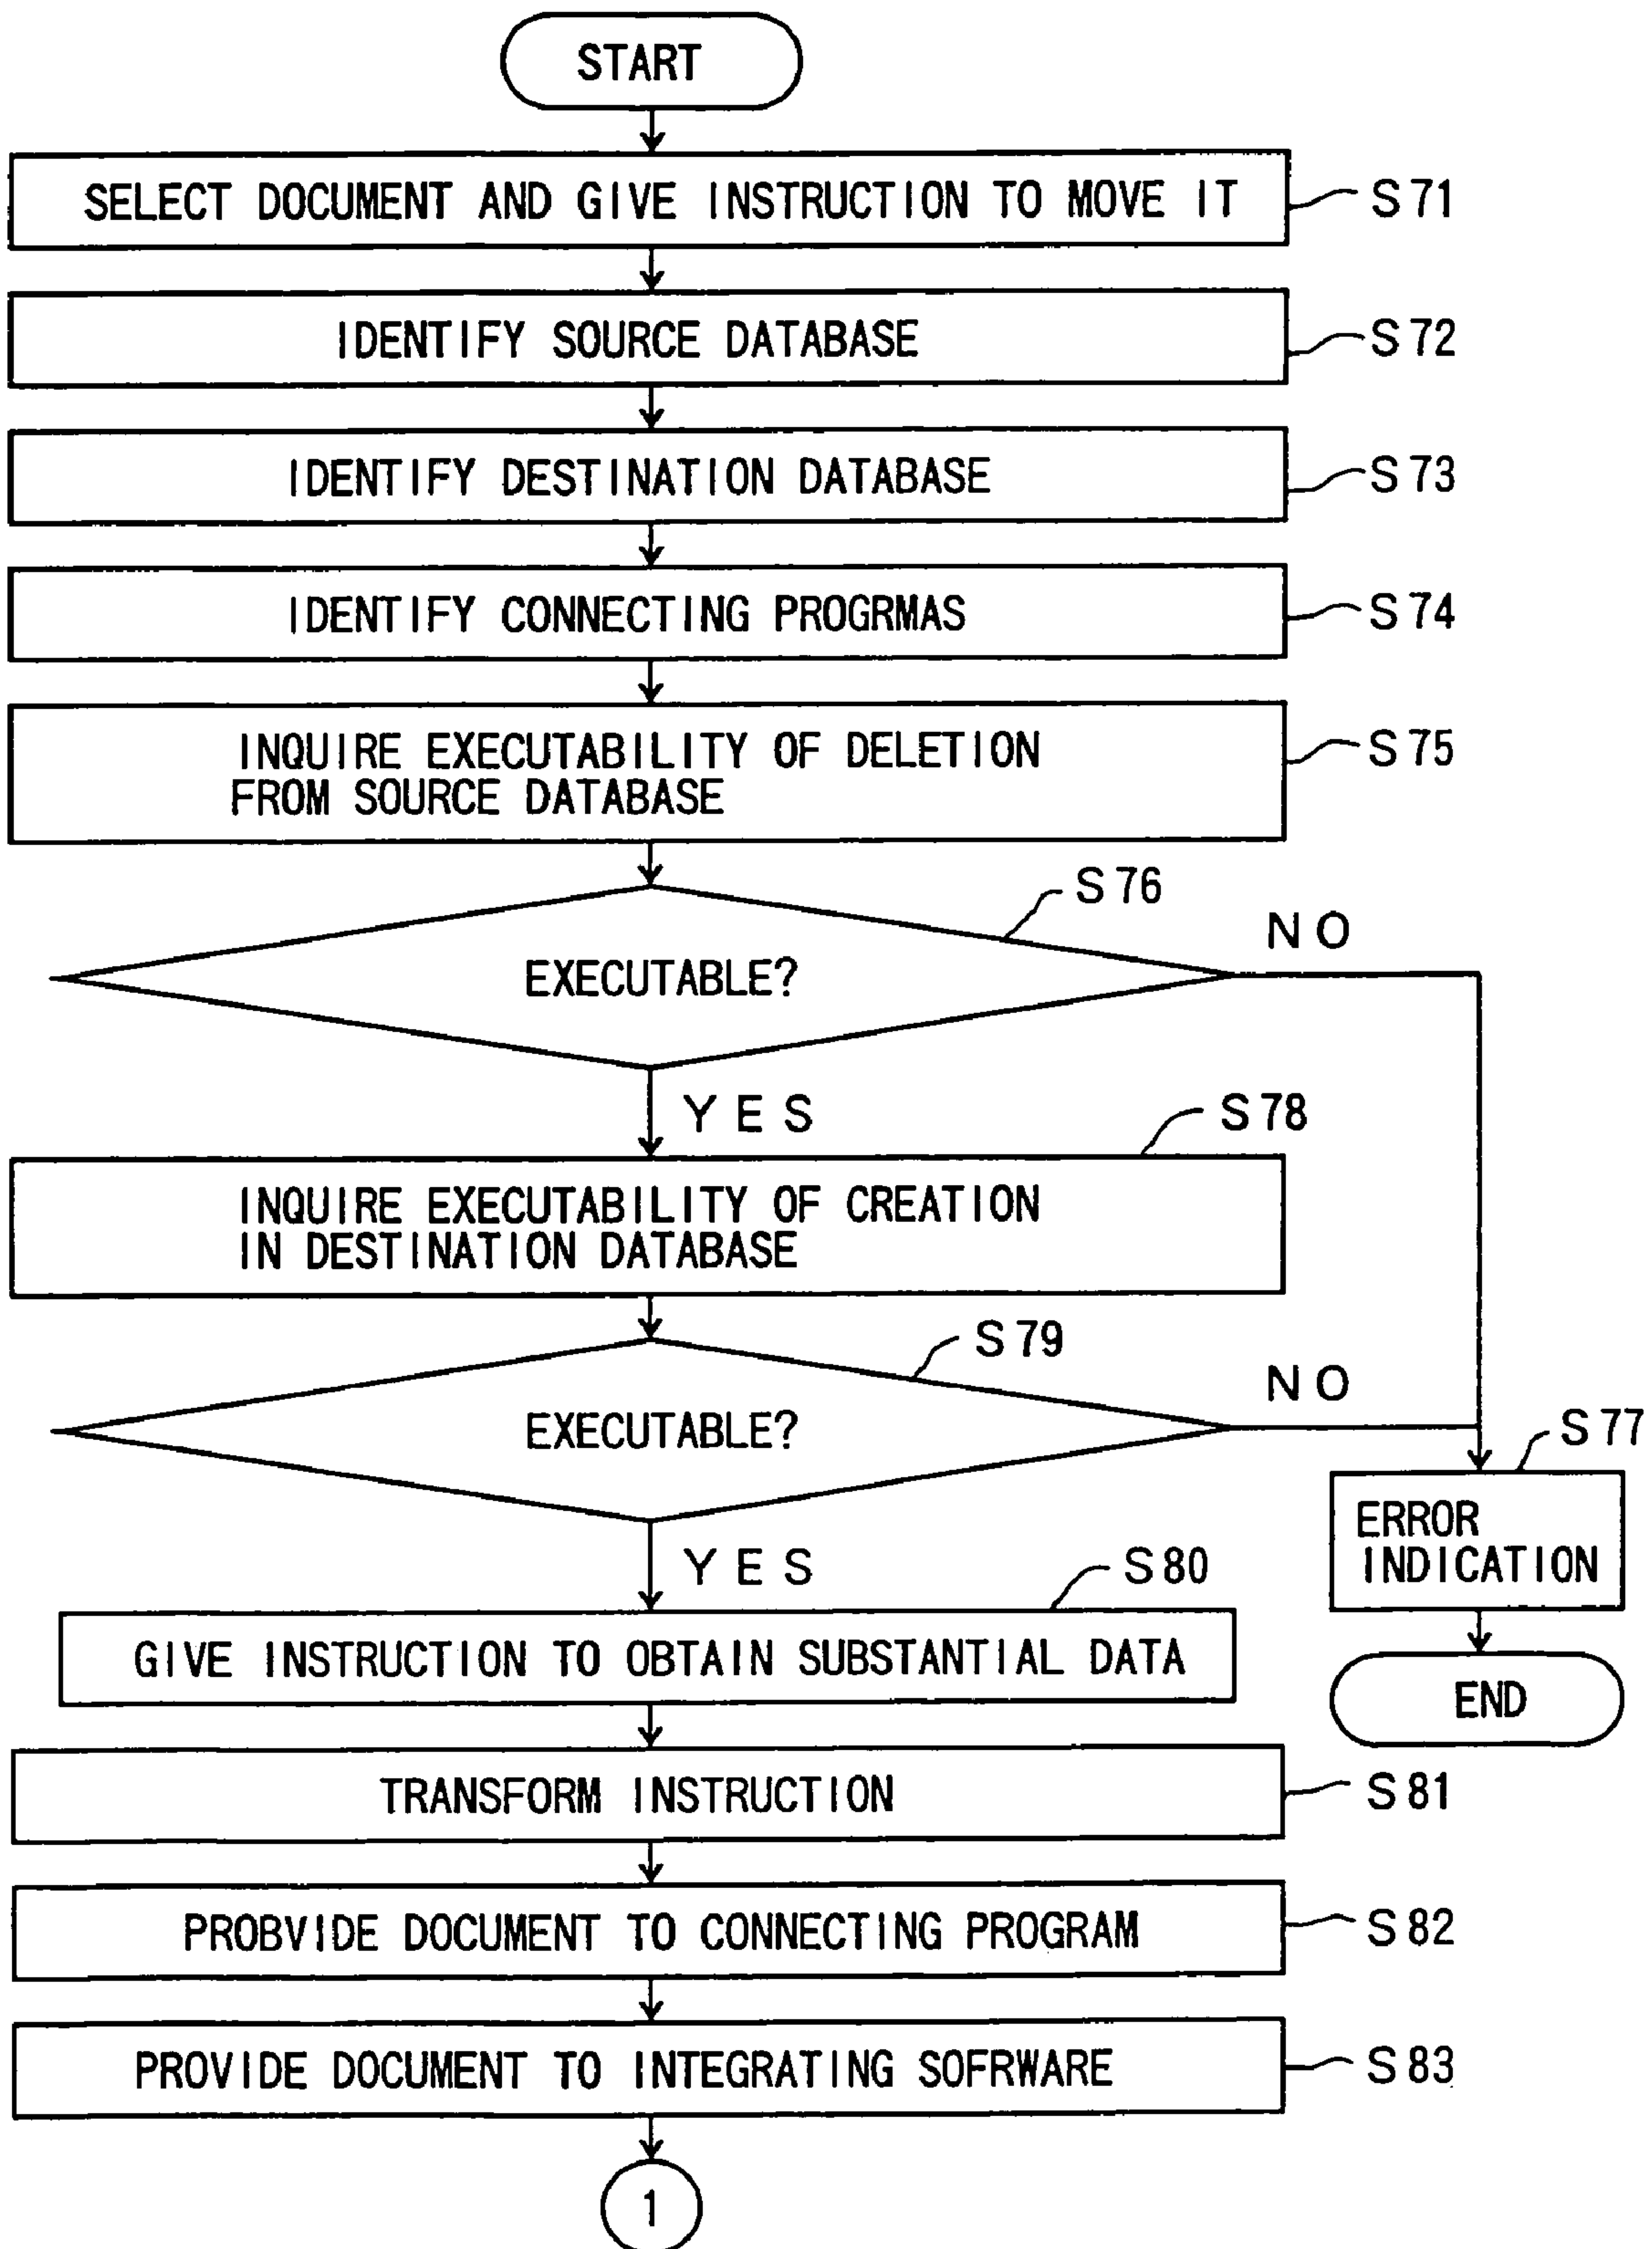 START
SELECT DOCUMENT AND GIVE INSTRUCTION TO MOVE IT
S71
IDENTIFY SOURCE DATABASE
S72
IDENTIFY DESTINATION DATABASE
S73
IDENTIFY CONNECTING PROGRMAS
S74
INQUIRE EXECUTABILITY OF DELETION
FROM SOURCE DATABASE
S75
S76
EXECUTABLE?
NO
YES
S78
INQUIRE EXECUTABILITY OF CREATION
IN DESTINATION DATABASE
S79
EXECUTABLE?
NO
S77
ERROR
INDICATION
END
YES
S80
GIVE INSTRUCTION TO OBTAIN SUBSTANTIAL DATA
TRANSFORM INSTRUCTION
S81
PROBVIDE DOCUMENT TO CONNECTING PROGRAM
S82
PROVIDE DOCUMENT TO INTEGRATING SOFRWARE
S83
1